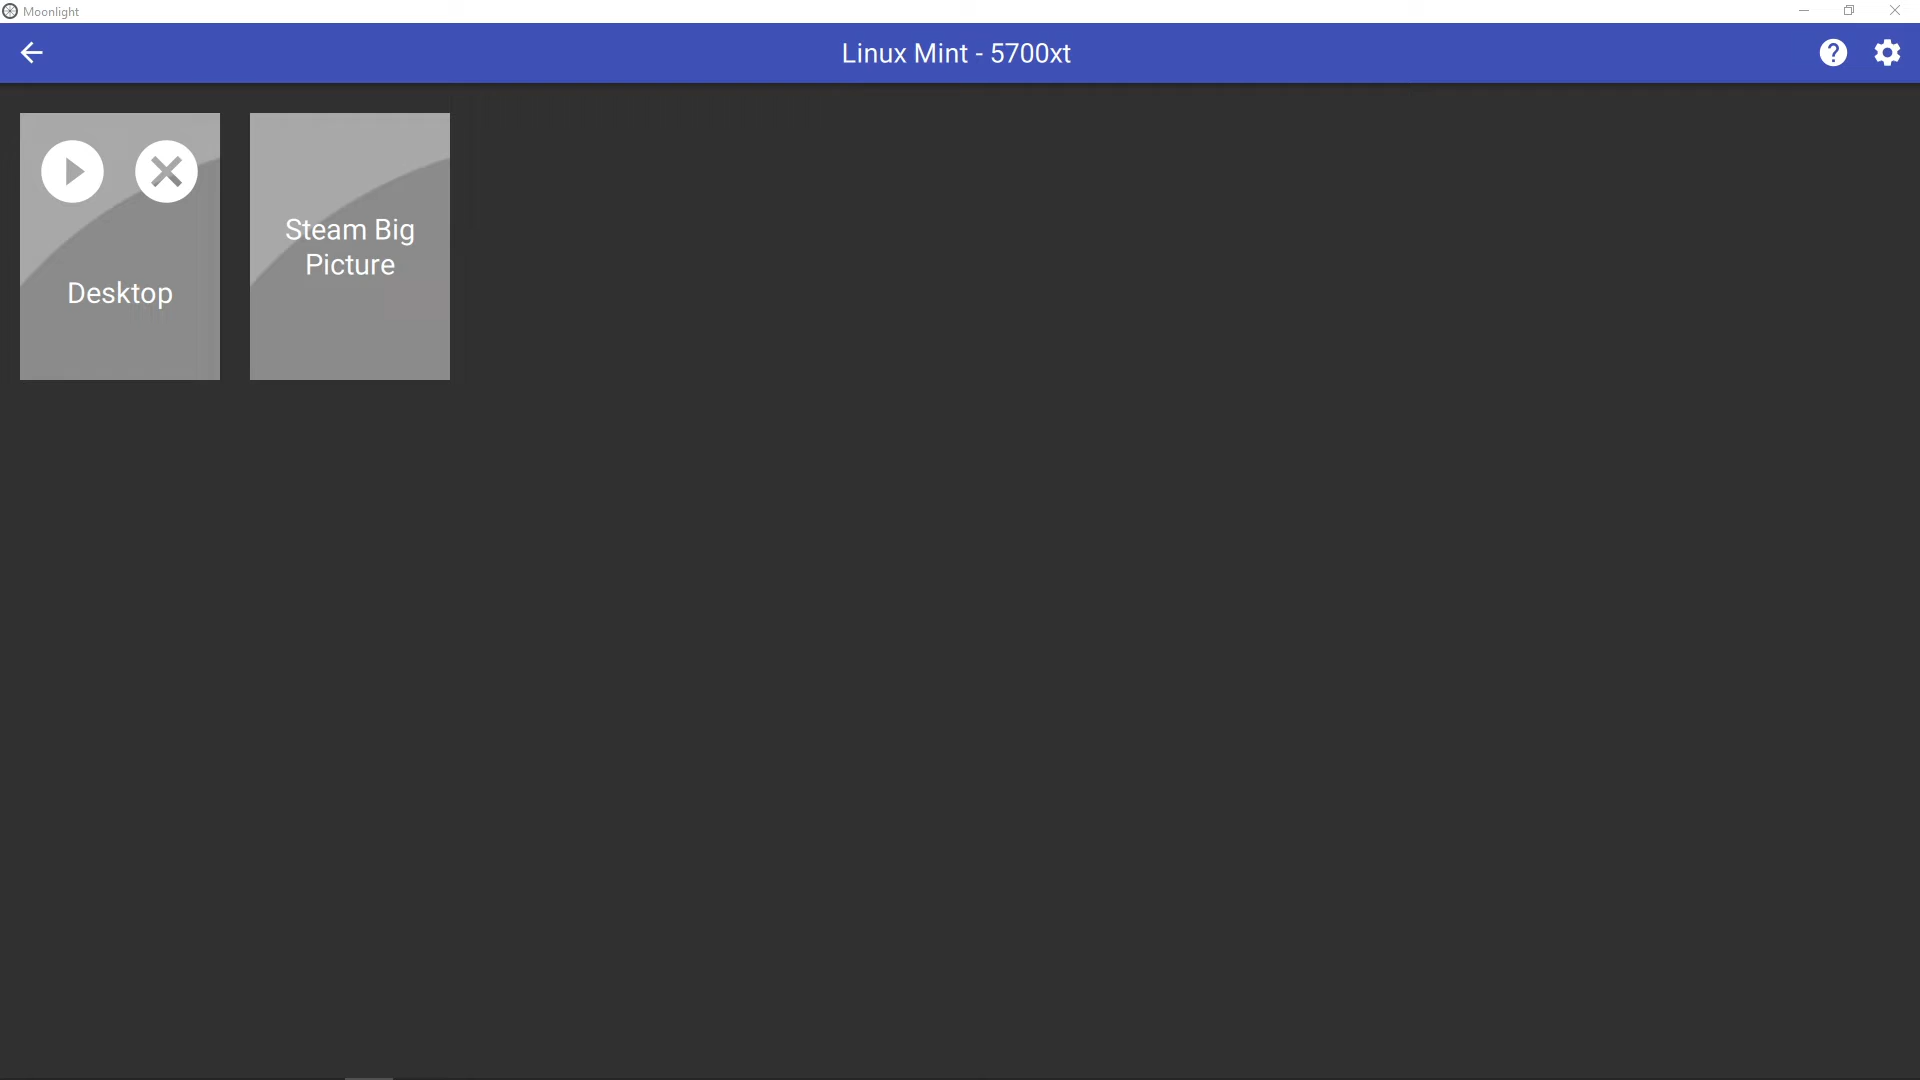 Moonlight
Linux Mint - 5700xt
Desktop
Steam Big
Picture